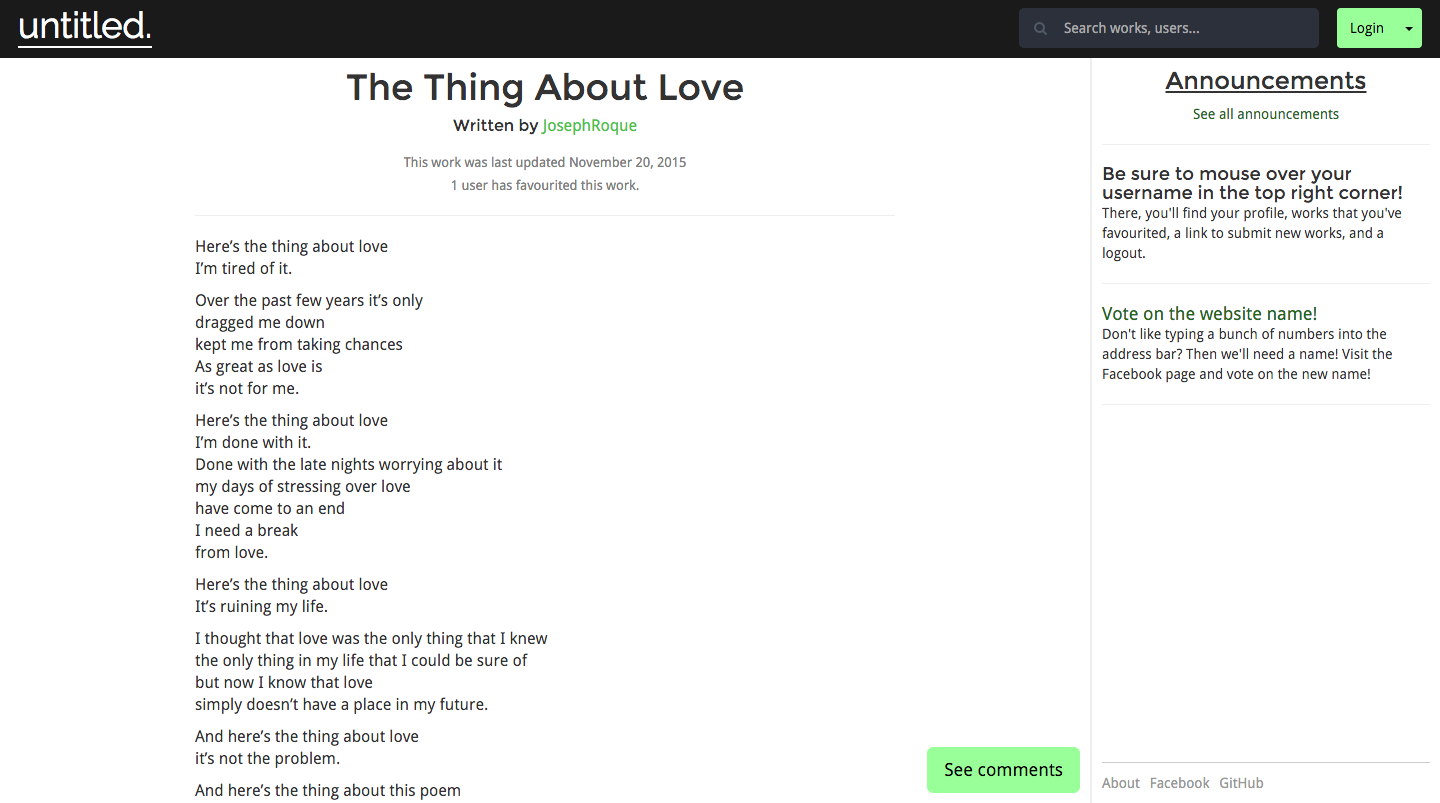 untitled.
Search works, users...
Login
The Thing About Love
Written by JosephRoque
This work was last updated November 20, 2015
1 user has favourited this work.
Here’s the thing about love
I’m tired of it.
Over the past few years it’s only
dragged me down
kept me from taking chances
As great as love is
it’s not for me.
Here’s the thing about love
I’m done with it.
Done with the late nights worrying about it
my days of stressing over love
have come to an end
I need a break
from love.
Here’s the thing about love
It’s ruining my life.
I thought that love was the only thing that I knew
the only thing in my life that I could be sure of
but now I know that love
simply doesn’t have a place in my future.
And here’s the thing about love
it’s not the problem.
And here’s the thing about this poem
See comments
Announcements
See all announcements
Be sure to mouse over your
username in the top right corner!
There, you'll find your profile, works that you've
favourited, a link to submit new works, and a
logout.
Vote on the website name!
Don't like typing a bunch of numbers into the
address bar? Then we'll need a name! Visit the
Facebook page and vote on the new name!
About Facebook GitHub